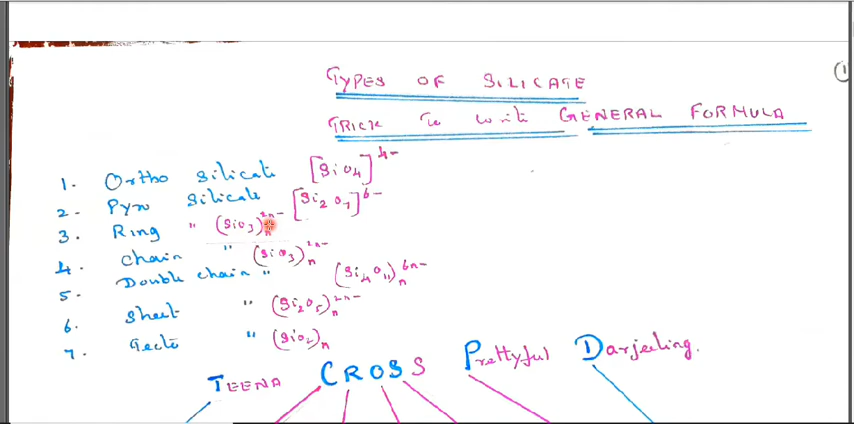 TYPES OF SILICATE
TRICK To write GENERAL FORMULA
1. Ortho silicate [SiO4]4-
2- Pyro silicate [Si2O7]6-
3. Ring " (SiO3)n2n-
4. chain " (SiO3)n2n-
5- Double chain " (Si4O11)n6n-
6. Sheet " (Si2O5)n2n-
7. Tecto " (SiO2)n
TEENA CROSS Prettyful Darjeeling.